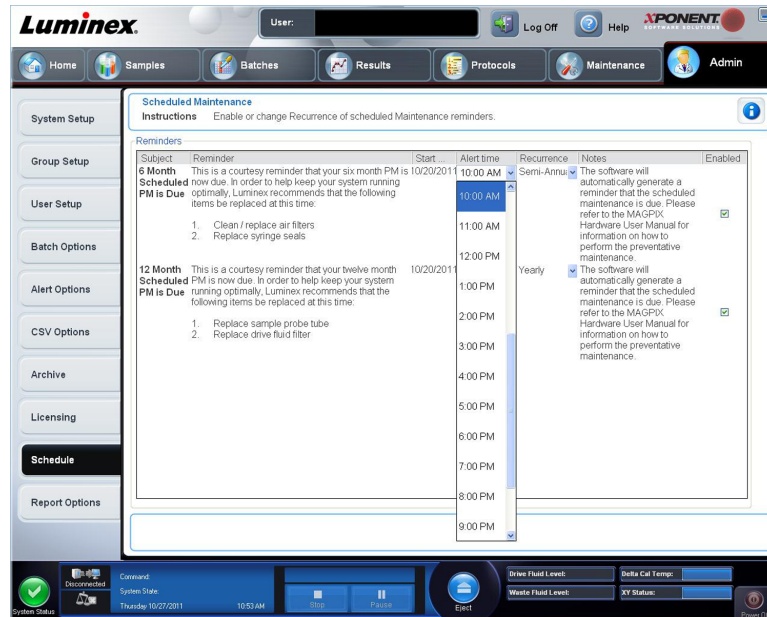 Luminex.
User:
Log Off
Help
XPONENT.
SOFTWARE SOLUTIONS
Home
Samples
Batches
Results
Protocols
Maintenance
Admin
System Setup
Group Setup
User Setup
Batch Options
Alert Options
CSV Options
Archive
Licensing
Schedule
Report Options
Scheduled Maintenance
Instructions Enable or change Recurrence of scheduled Maintenance reminders.
Reminders
Subject Reminder Start ... Alert time Recurrence Notes Enabled
6 Month
Scheduled
PM is Due
This is a courtesy reminder that your six month PM is
now due. In order to help keep your system running
optimally, Luminex recommends that the following
items be replaced at this time:
1. Clean / replace air filters
2. Replace syringe seals
10/20/2011
10:00 AM
Semi-Annu
The software will
automatically generate a
reminder that the scheduled
maintenance is due. Please
refer to the MAGPIX
Hardware User Manual for
information on how to
perform the preventative
maintenance.
12 Month
Scheduled
PM is Due
This is a courtesy reminder that your twelve month
PM is now due. In order to help keep your system
running optimally, Luminex recommends that the
following items be replaced at this time:
1. Replace sample probe tube
2. Replace drive fluid filter
10/20/2011
Yearly
The software will
automatically generate a
reminder that the scheduled
maintenance is due. Please
refer to the MAGPIX
Hardware User Manual for
information on how to
perform the preventative
maintenance.
10:00 AM
11:00 AM
12:00 PM
1:00 PM
2:00 PM
3:00 PM
4:00 PM
5:00 PM
6:00 PM
7:00 PM
8:00 PM
9:00 PM
System Status
Disconnected
Command:
System State:
Thursday 10/27/2011 10:53 AM
Stop
Pause
Eject
Drive Fluid Level:
Waste Fluid Level:
Delta Cal Temp:
XY Status: